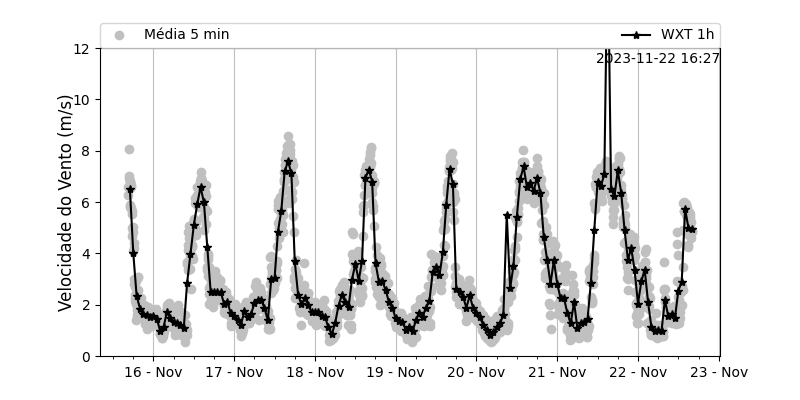 Média 5 min
WXT 1h
2023-11-22 16:27
Velocidade do Vento (m/s)
12
10
8
6
4
2
0
16 - Nov
17 - Nov
18 - Nov
19 - Nov
20 - Nov
21 - Nov
22 - Nov
23 - Nov